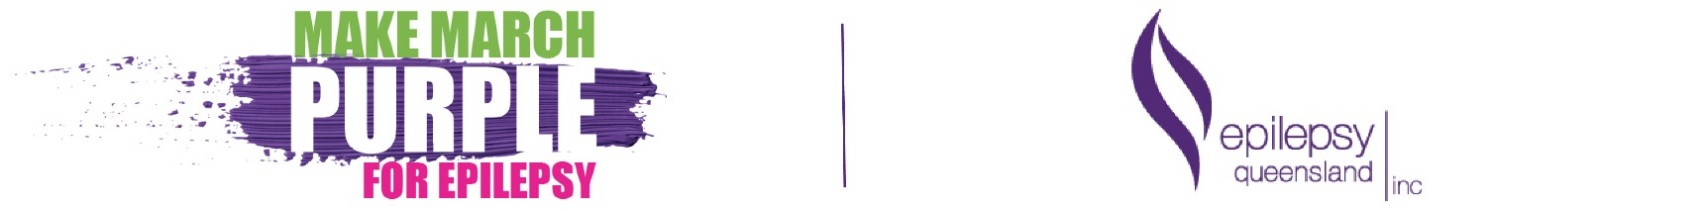 MAKE MARCH
PURPLE
FOR EPILEPSY
epilepsy
queensland
inc